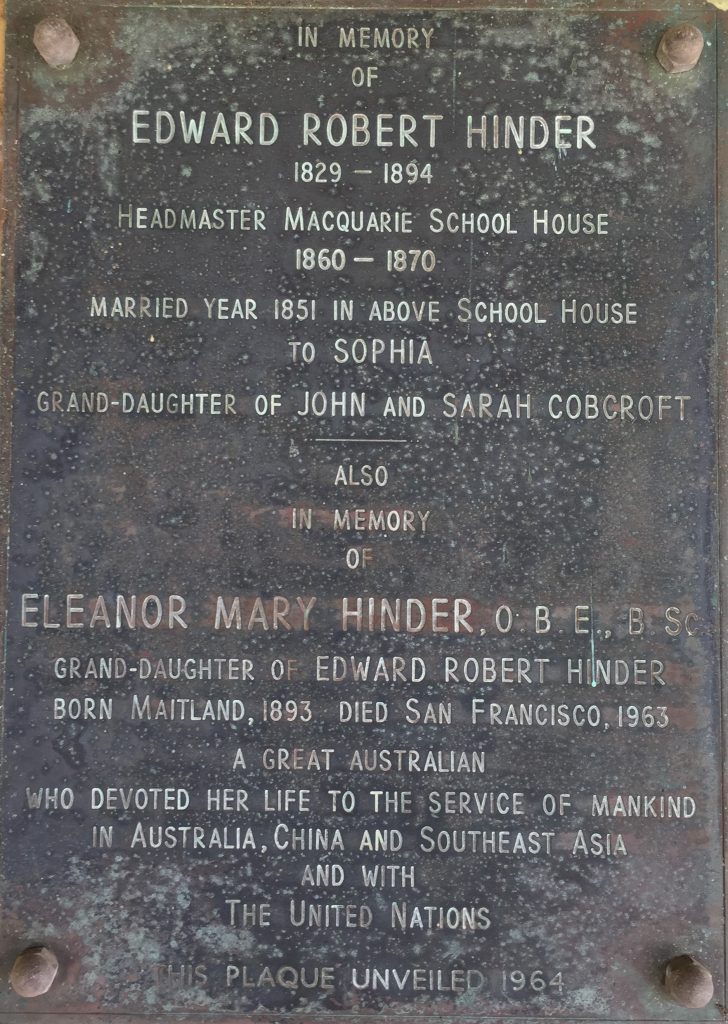 IN MEMORY
OF
EDWARD ROBERT HINDER
1829 – 1894
HEADMASTER MACQUARIE SCHOOL HOUSE
1860 – 1870
MARRIED YEAR 1851 IN ABOVE SCHOOL HOUSE
TO SOPHIA
GRAND-DAUGHTER OF JOHN AND SARAH COBCROFT
ALSO
IN MEMORY
OF
ELEANOR MARY HINDER, O.B.E., B.Sc.
GRAND-DAUGHTER OF EDWARD ROBERT HINDER
BORN MAITLAND, 1893 DIED SAN FRANCISCO, 1963
A GREAT AUSTRALIAN
WHO DEVOTED HER LIFE TO THE SERVICE OF MANKIND
IN AUSTRALIA, CHINA AND SOUTHEAST ASIA
AND WITH
THE UNITED NATIONS
THIS PLAQUE UNVEILED 1964